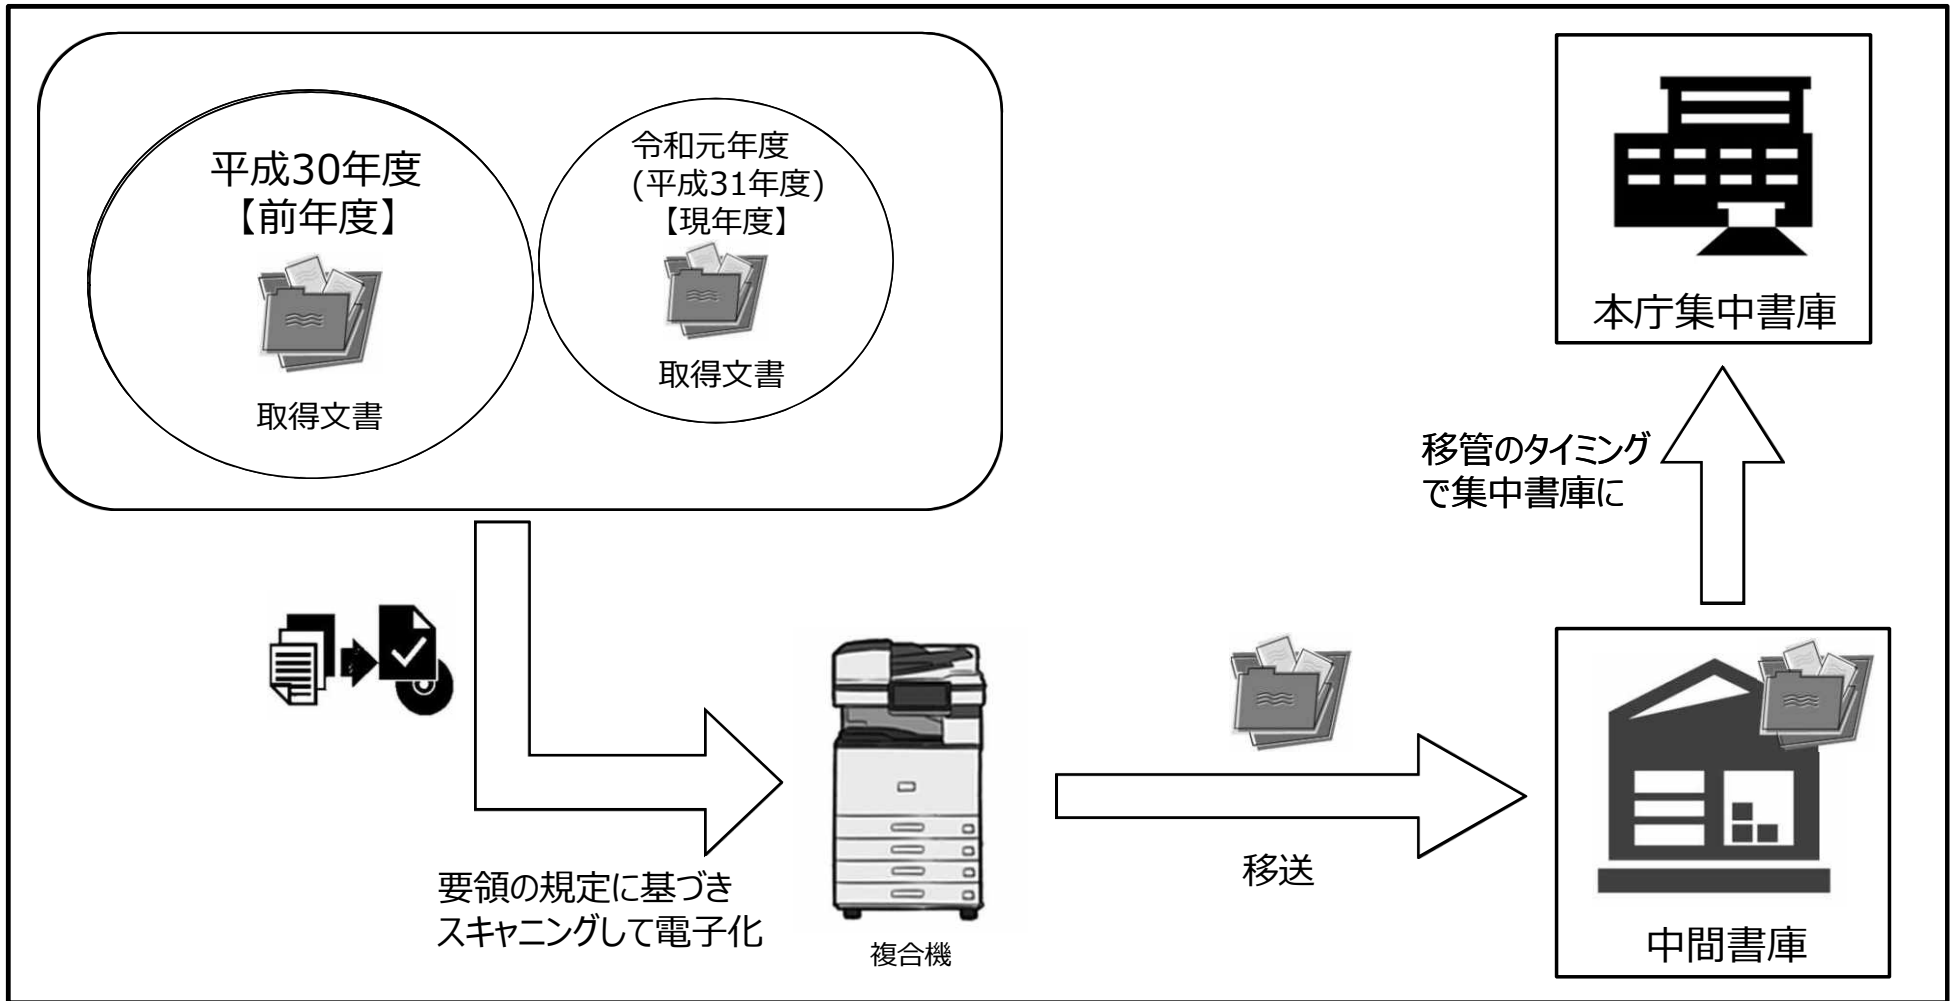 平成30年度
【前年度】
取得文書
令和元年度
(平成31年度)
【現年度】
取得文書
本庁集中書庫
移管のタイミング
で集中書庫に
要領の規定に基づき
スキャニングして電子化
複合機
移送
中間書庫